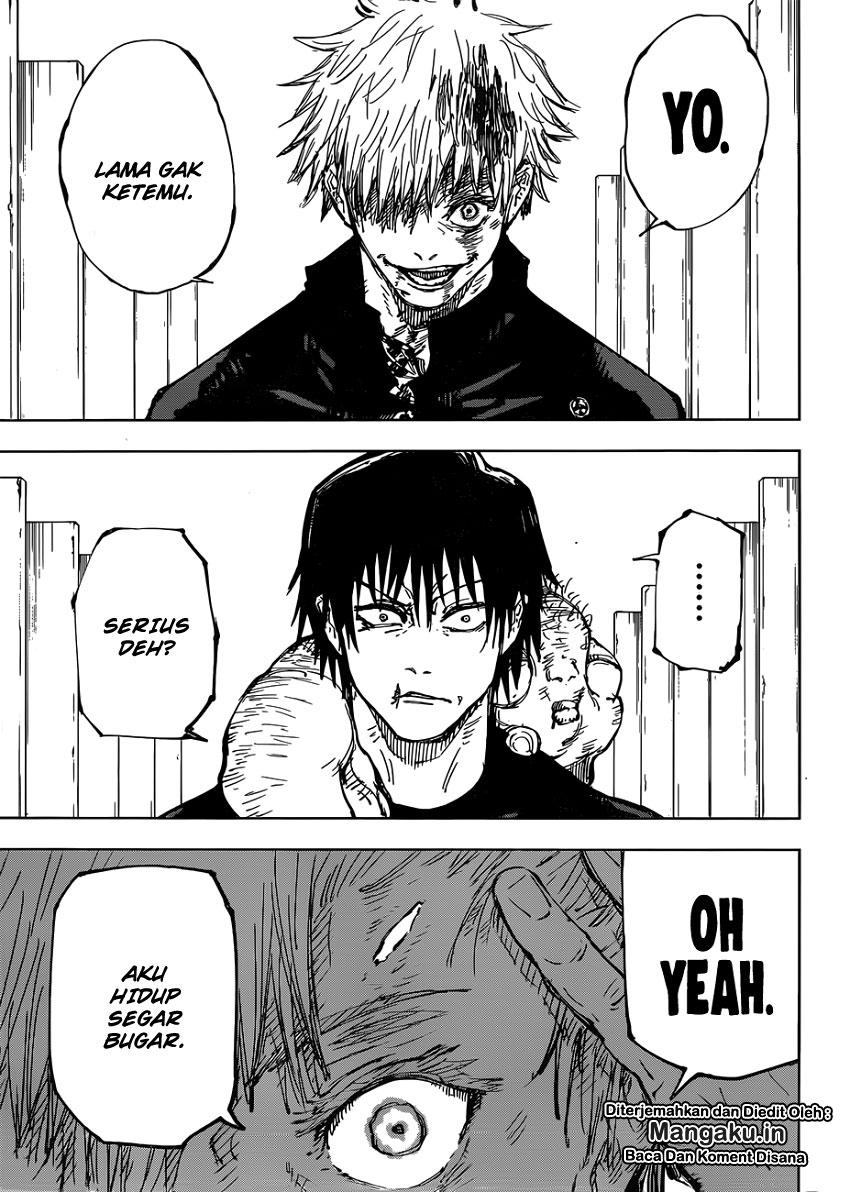 YO.
LAMA GAK
KETEMU.
......
SERIUS
DEH?
OH
YEAH.
AKU
HIDUP
SEGAR
BUGAR.
Diterjemahkan dan Diedit Oleh:
Mangaku.in
Baca Dan Koment Disana